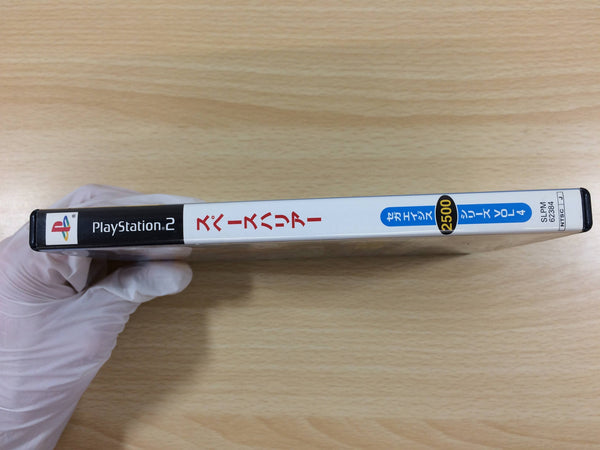 PlayStation®2
スペースハリアー
セガエイジス
2500
シリーズ VOL.4
SLPM
62384
NTSC J